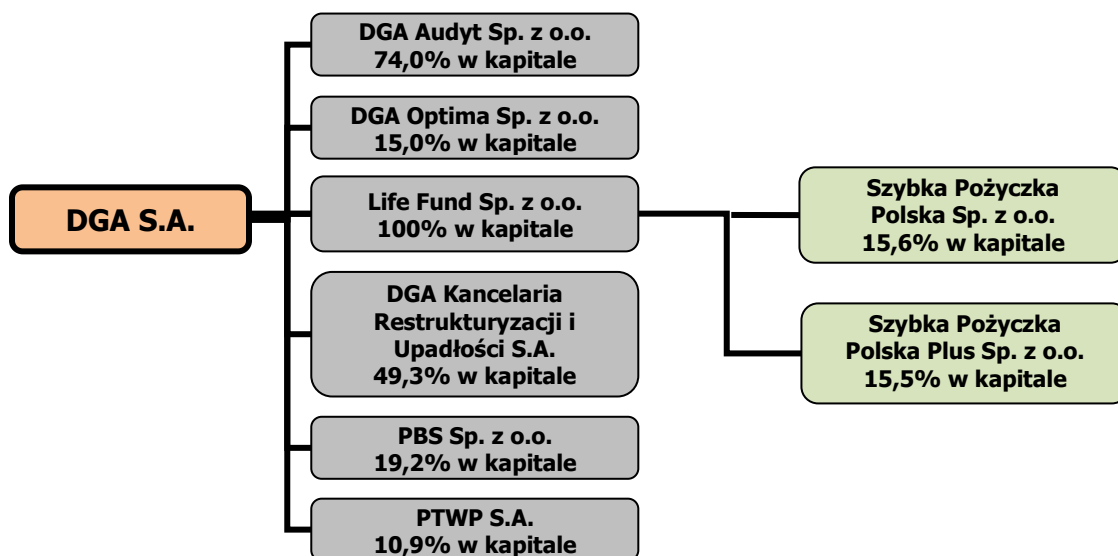 DGA S.A.
DGA Audyt Sp. z o.o.
74,0% w kapitale
DGA Optima Sp. z o.o.
15,0% w kapitale
Life Fund Sp. z o.o.
100% w kapitale
DGA Kancelaria
Restrukturyzacji i
Upadłości S.A.
49,3% w kapitale
PBS Sp. z o.o.
19,2% w kapitale
PTWP S.A.
10,9% w kapitale
Szybka Pożyczka
Polska Sp. z o.o.
15,6% w kapitale
Szybka Pożyczka
Polska Plus Sp. z o.o.
15,5% w kapitale